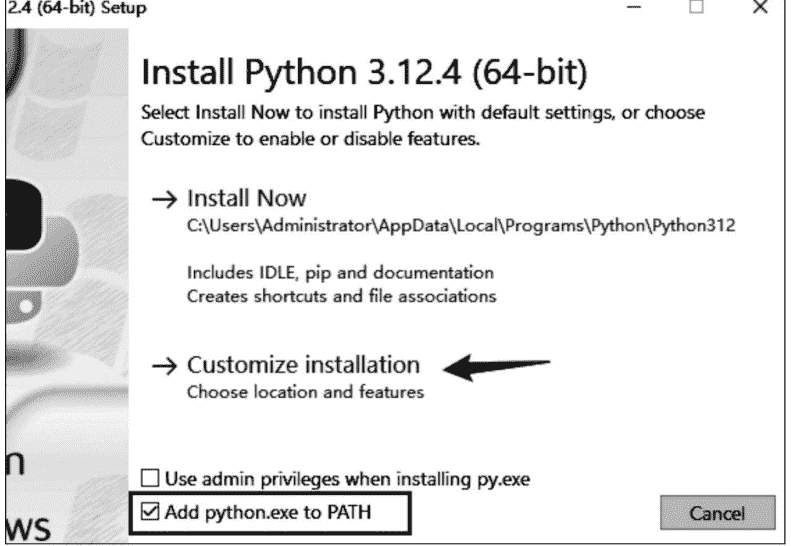 2.4 (64-bit) Setup
Install Python 3.12.4 (64-bit)
Select Install Now to install Python with default settings, or choose
Customize to enable or disable features.
→ Install Now
C:\Users\Administrator\AppData\Local\Programs\Python\Python312
Includes IDLE, pip and documentation
Creates shortcuts and file associations
→ Customize installation
Choose location and features
n
Use admin privileges when installing py.exe
Add python.exe to PATH
ws
Cancel